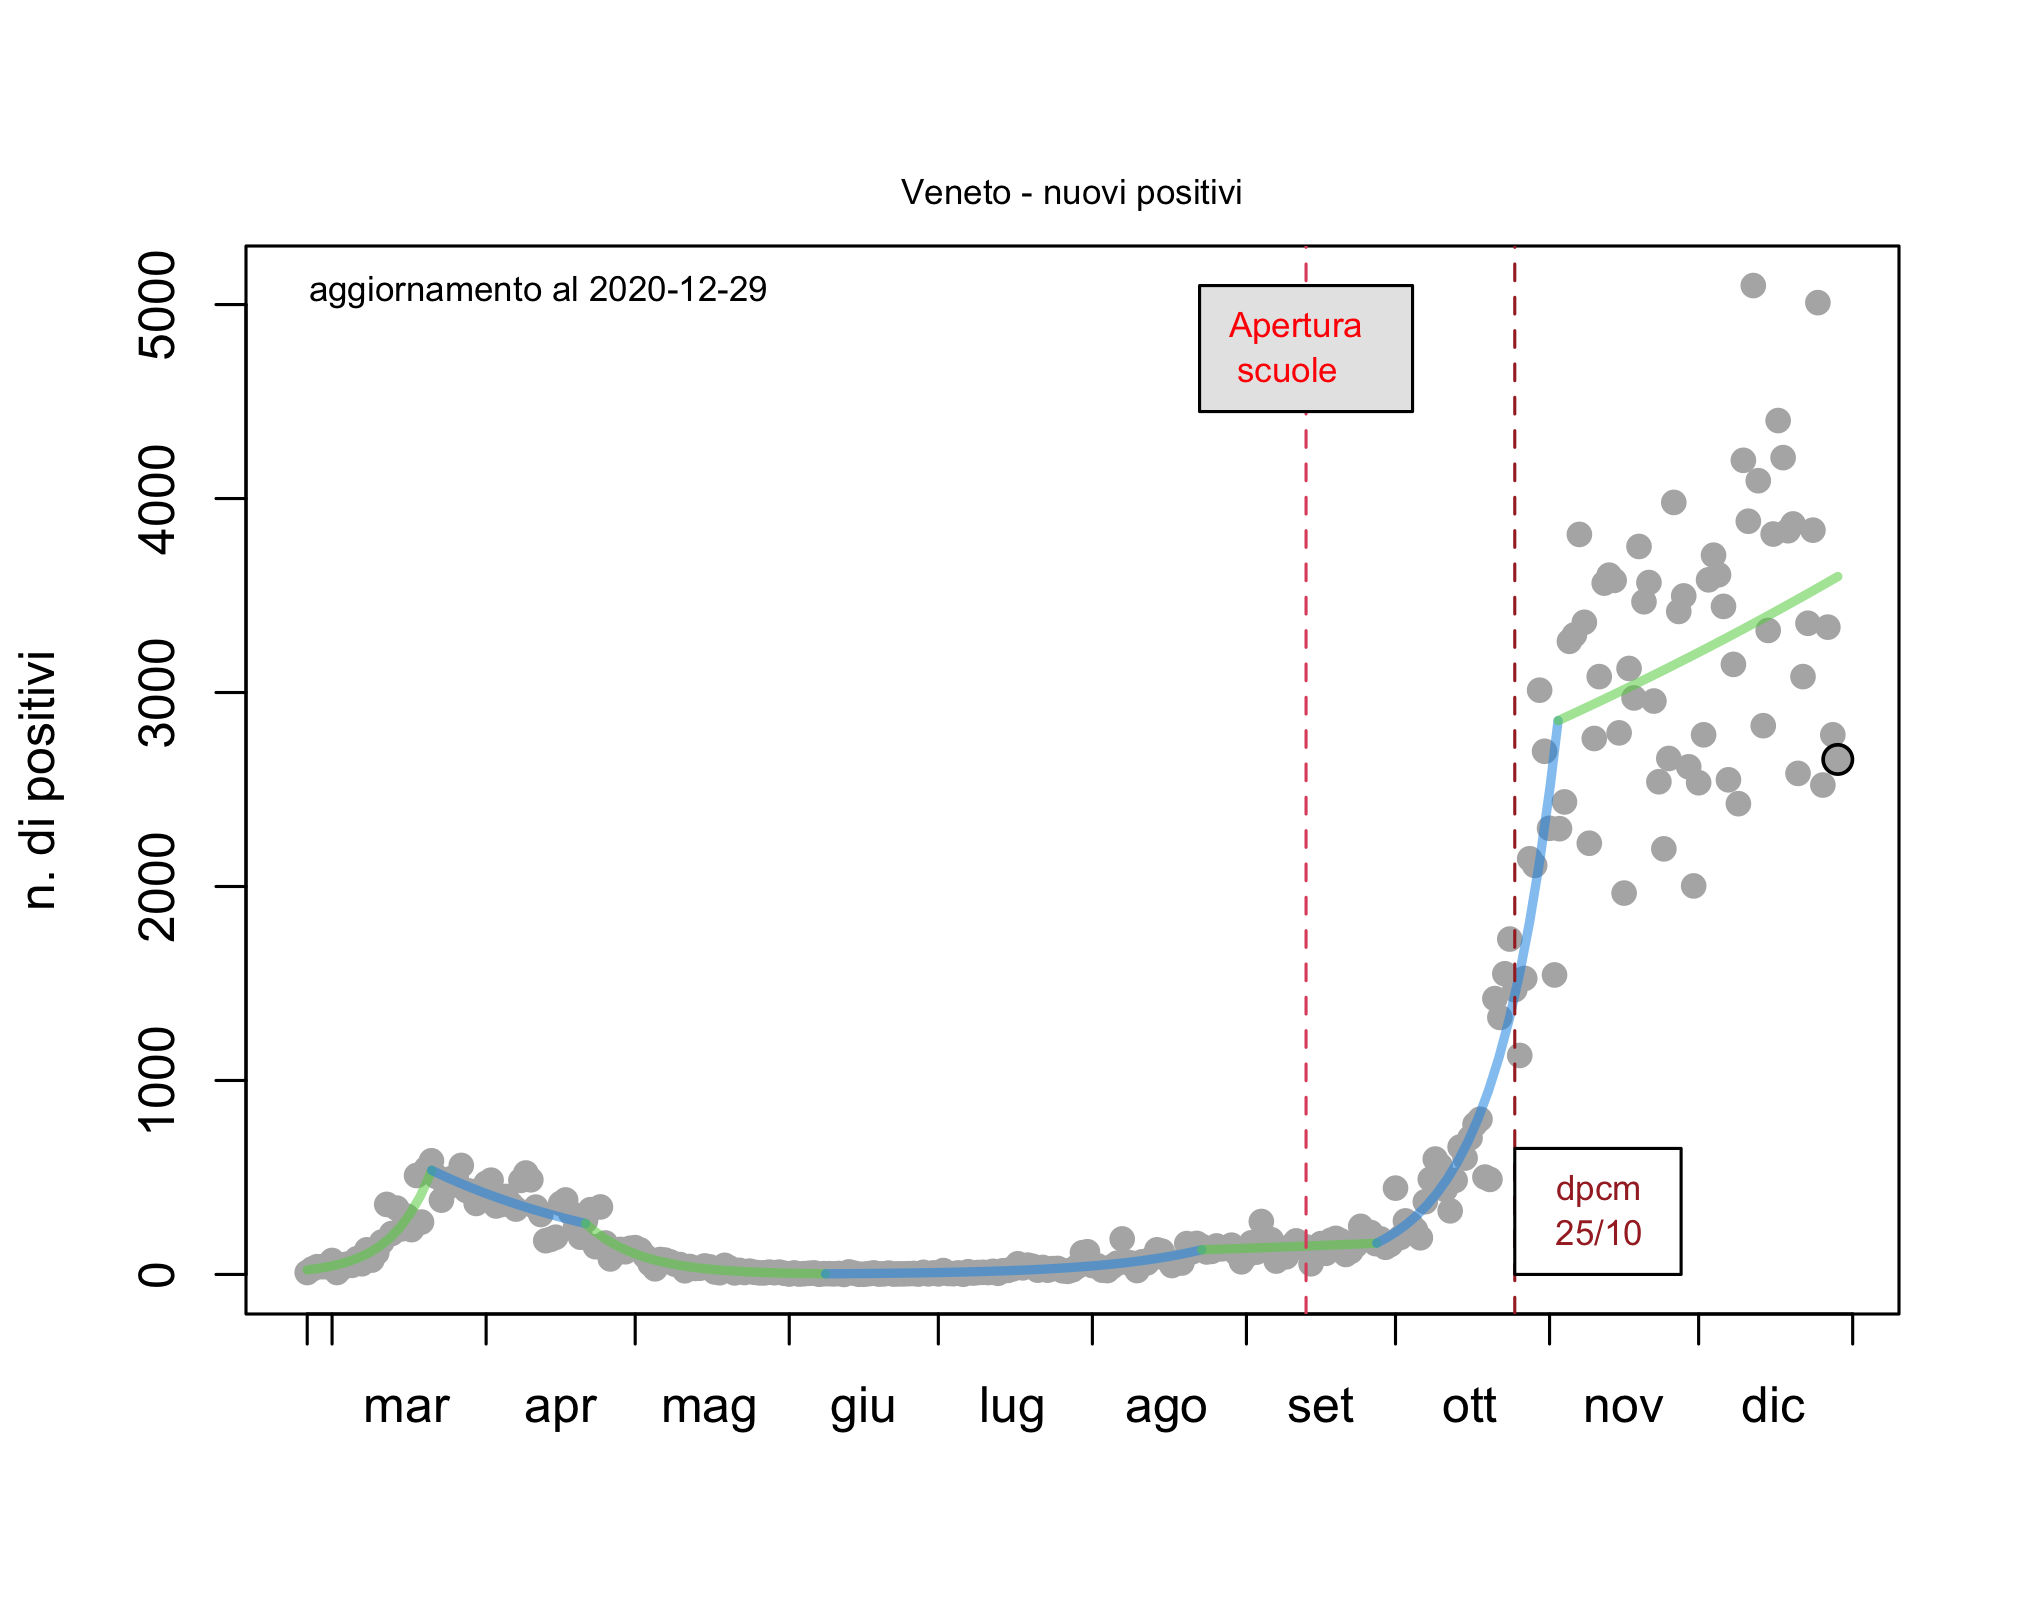 Veneto - nuovi positivi
aggiornamento al 2020-12-29
Apertura
scuole
n. di positivi
5000
4000
3000
2000
1000
0
dpcm
25/10
mar apr mag giu lug ago set ott nov dic